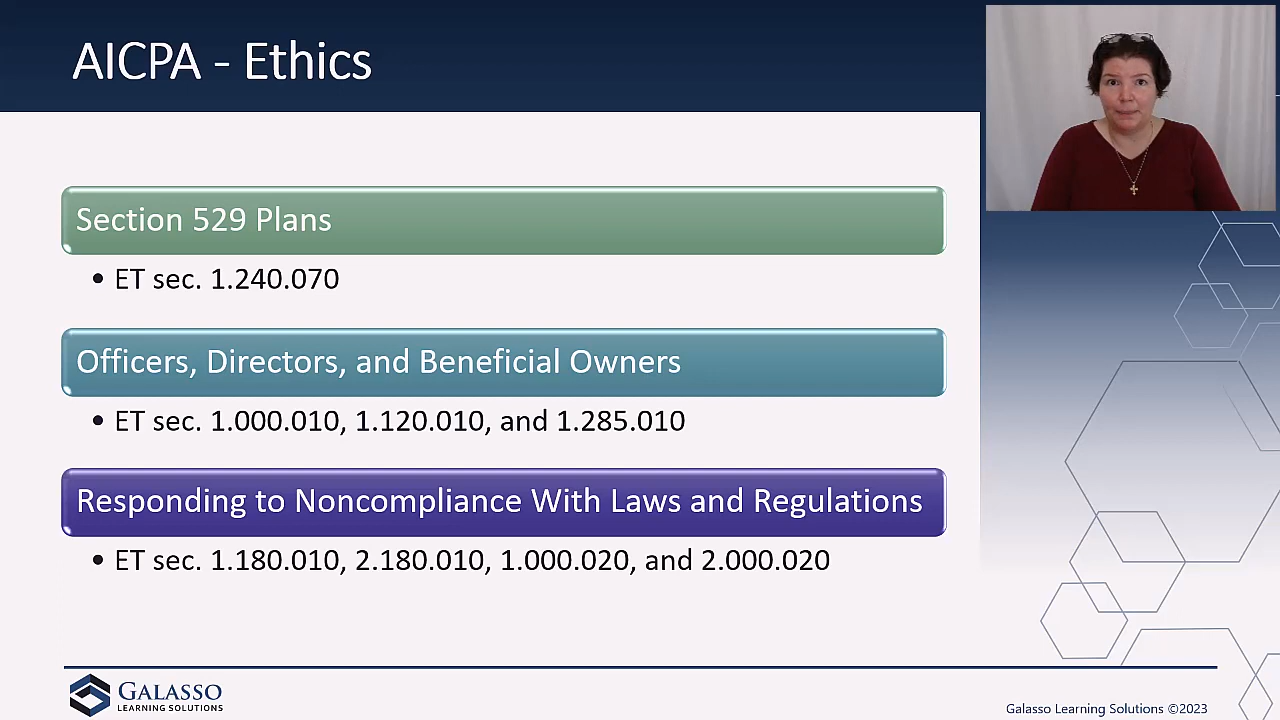 AICPA - Ethics
Section 529 Plans
• ET sec. 1.240.070
Officers, Directors, and Beneficial Owners
• ET sec. 1.000.010, 1.120.010, and 1.285.010
Responding to Noncompliance With Laws and Regulations
• ET sec. 1.180.010, 2.180.010, 1.000.020, and 2.000.020
GALASSO
LEARNING SOLUTIONS
Galasso Learning Solutions ©2023